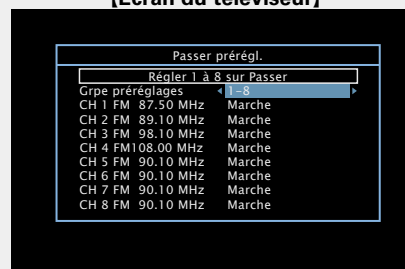 【Écran du téléviseur】
Passer prérégl.
Régler 1 à 8 sur Passer
Grpe préréglages 1–8
CH 1 FM 87.50 MHz Marche
CH 2 FM 89.10 MHz Marche
CH 3 FM 98.10 MHz Marche
CH 4 FM108.00 MHz Marche
CH 5 FM 90.10 MHz Marche
CH 6 FM 90.10 MHz Marche
CH 7 FM 90.10 MHz Marche
CH 8 FM 90.10 MHz Marche